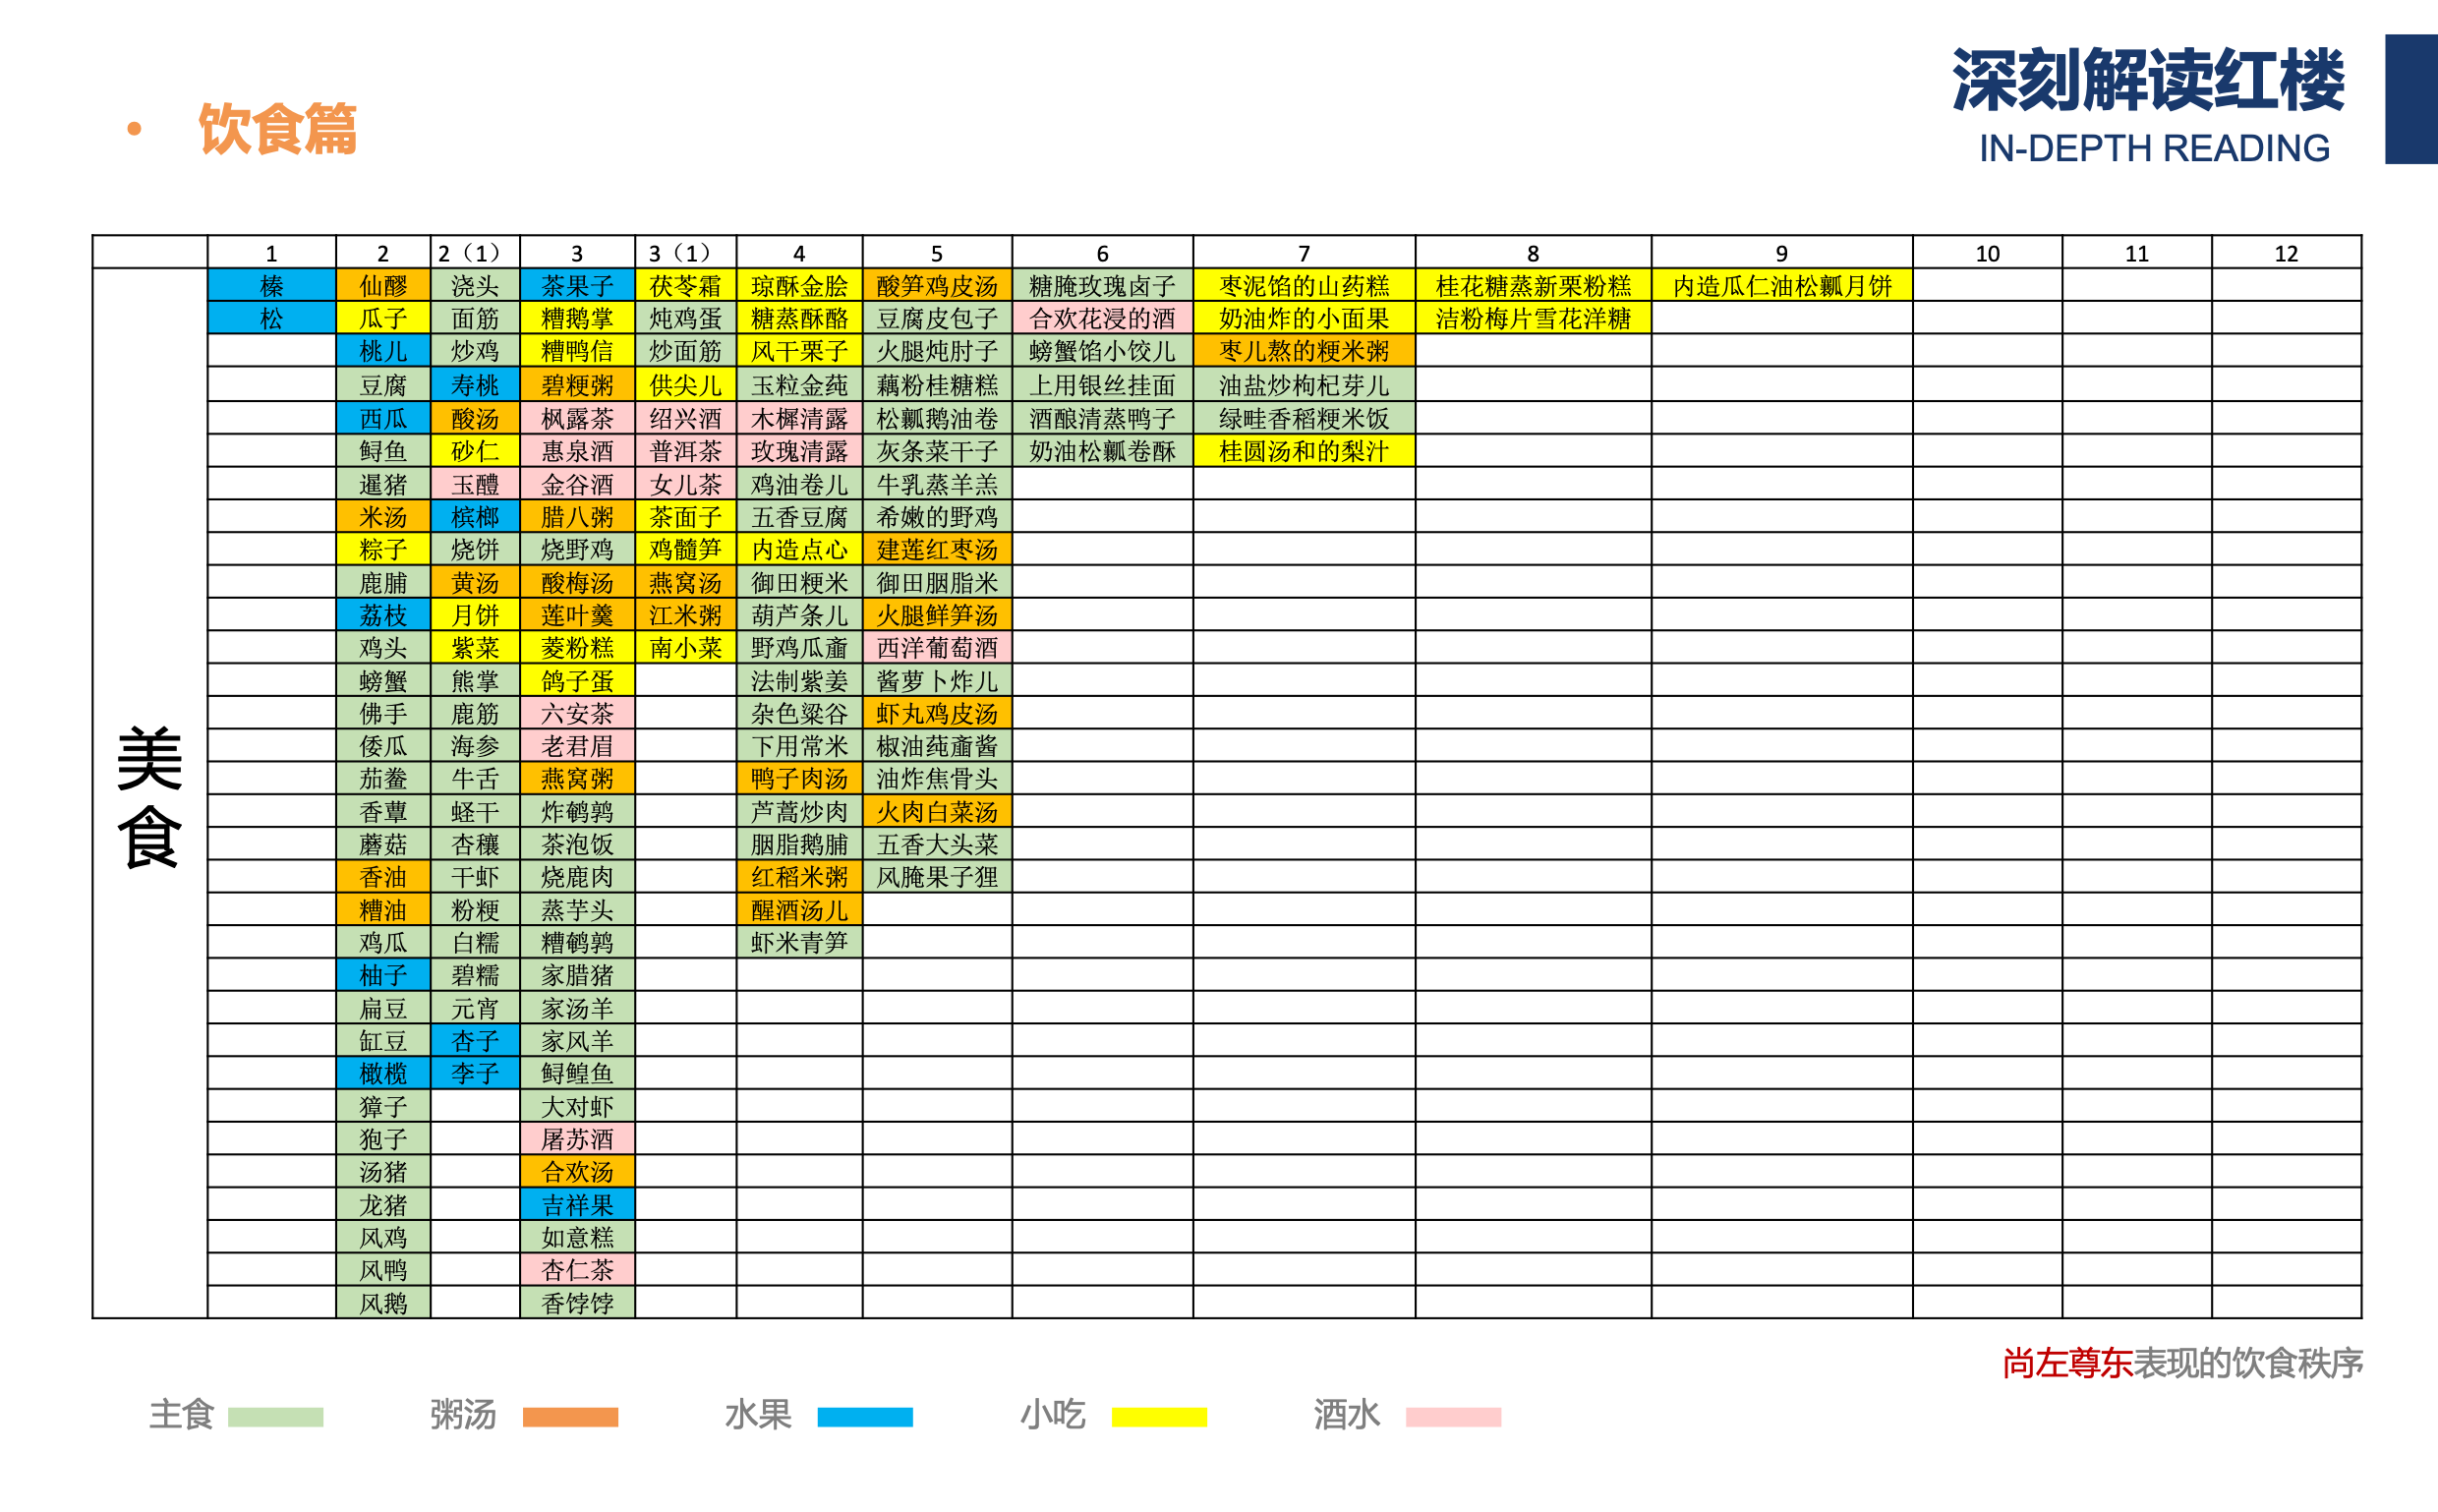 深刻解读红楼
IN-DEPTH READING
• 饮食篇
1 2 2（1） 3 3（1） 4 5 6 7 8 9 10 11 12
美食
榛 仙醪 浇头 茶果子 茯苓霜 琼酥金脍 酸笋鸡皮汤 糖腌玫瑰卤子 枣泥馅的山药糕 桂花糖蒸新栗粉糕 内造瓜仁油松瓤月饼
松 瓜子 面筋 糟鹅掌 炖鸡蛋 糖蒸酥酪 豆腐皮包子 合欢花浸的酒 奶油炸的小面果 洁粉梅片雪花洋糖
桃儿 炒鸡 糟鸭信 炒面筋 风干栗子 火腿炖肘子 螃蟹馅小饺儿 枣儿熬的粳米粥
豆腐 寿桃 碧粳粥 供尖儿 玉粒金莼 藕粉桂糖糕 上用银丝挂面 油盐炒枸杞芽儿
西瓜 酸汤 枫露茶 绍兴酒 木樨清露 松瓤鹅油卷 酒酿清蒸鸭子 绿畦香稻粳米饭
鲟鱼 砂仁 惠泉酒 普洱茶 玫瑰清露 灰条菜干子 奶油松瓤卷酥 桂圆汤和的梨汁
暹猪 玉醴 金谷酒 女儿茶 鸡油卷儿 牛乳蒸羊羔
米汤 槟榔 腊八粥 茶面子 五香豆腐 希嫩的野鸡
粽子 烧饼 烧野鸡 鸡髓笋 内造点心 建莲红枣汤
鹿脯 黄汤 酸梅汤 燕窝汤 御田粳米 御田胭脂米
荔枝 月饼 莲叶羹 江米粥 葫芦条儿 火腿鲜笋汤
鸡头 紫菜 菱粉糕 南小菜 野鸡瓜齑 西洋葡萄酒
螃蟹 熊掌 鸽子蛋 法制紫姜 酱萝卜炸儿
佛手 鹿筋 六安茶 杂色粱谷 虾丸鸡皮汤
倭瓜 海参 老君眉 下用常米 椒油莼齑酱
茄鲞 牛舌 燕窝粥 鸭子肉汤 油炸焦骨头
香蕈 蛏干 炸鹌鹑 芦蒿炒肉 火肉白菜汤
蘑菇 杏穰 茶泡饭 胭脂鹅脯 五香大头菜
香油 干虾 烧鹿肉 红稻米粥 风腌果子狸
糟油 粉粳 蒸芋头 醒酒汤儿
鸡瓜 白糯 糟鹌鹑 虾米青笋
柚子 碧糯 家腊猪
扁豆 元宵 家汤羊
缸豆 杏子 家风羊
橄榄 李子 鲟鳇鱼
獐子 大对虾
狍子 屠苏酒
汤猪 合欢汤
龙猪 吉祥果
风鸡 如意糕
风鸭 杏仁茶
风鹅 香饽饽
尚左尊东表现的饮食秩序
主食 粥汤 水果 小吃 酒水